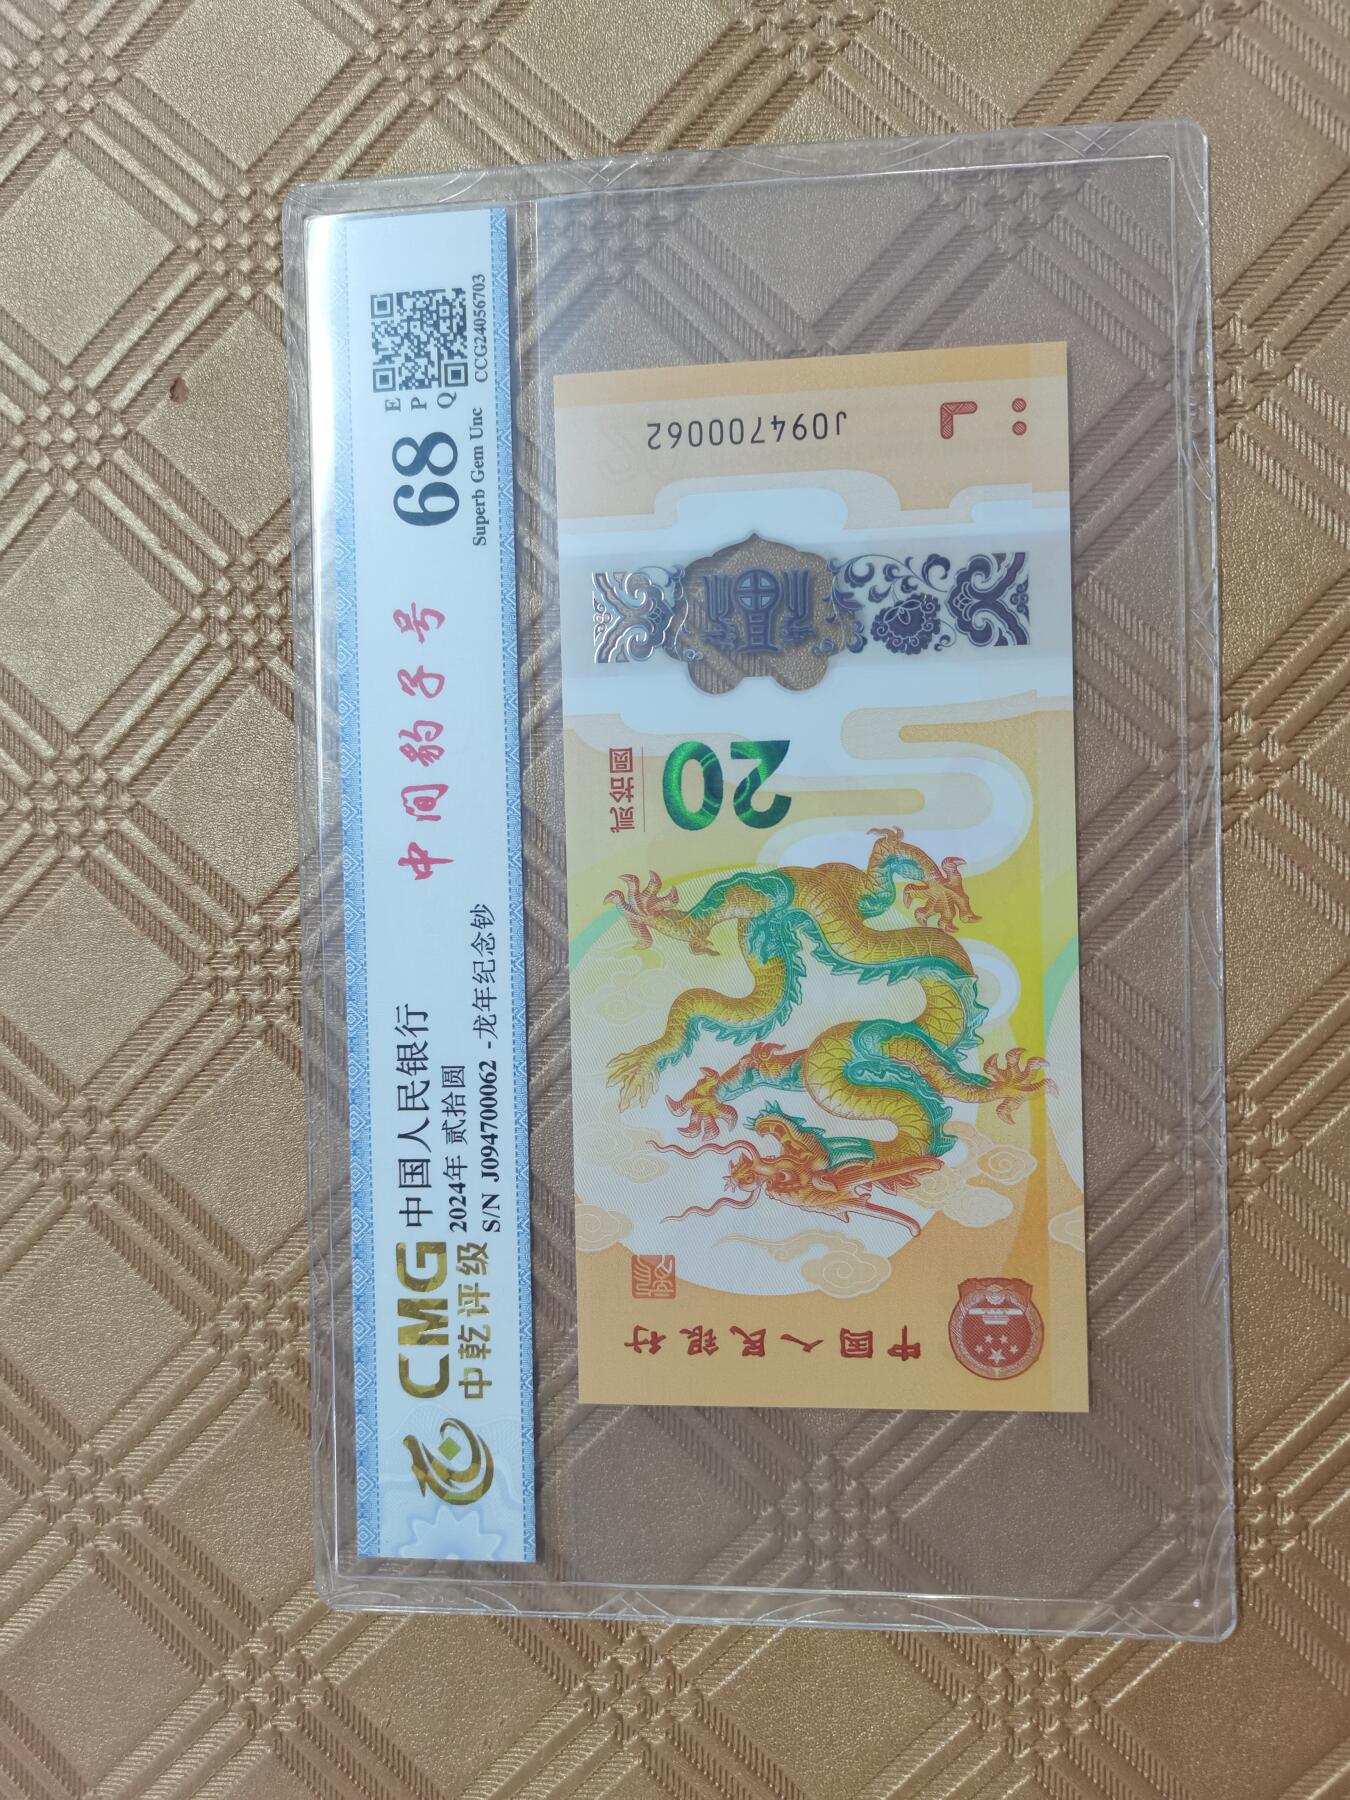 CMG
中乾评级
中国人民银行
2024年 贰拾圆
S/N J094700062 -龙年纪念钞
中间豹子号
68
EPQ
Superb Gem Unc
CCG24056703
中国人民银行
20
贰拾圆
J094700062